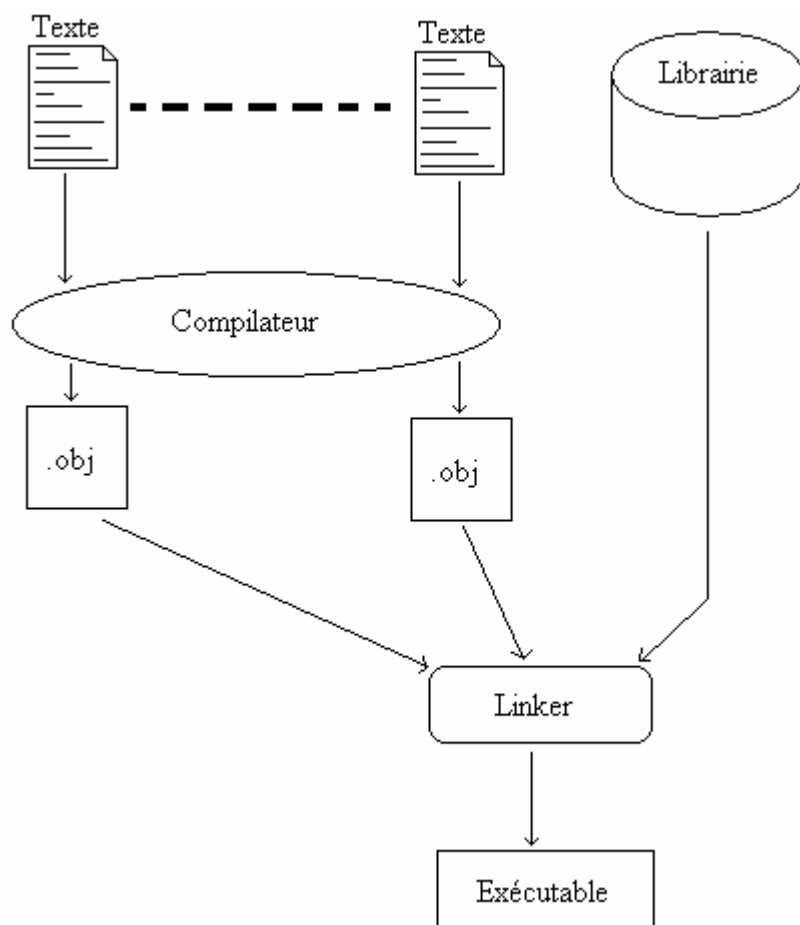 Texte
Texte
Librairie
Compilateur
.obj
.obj
Linker
Exécutable